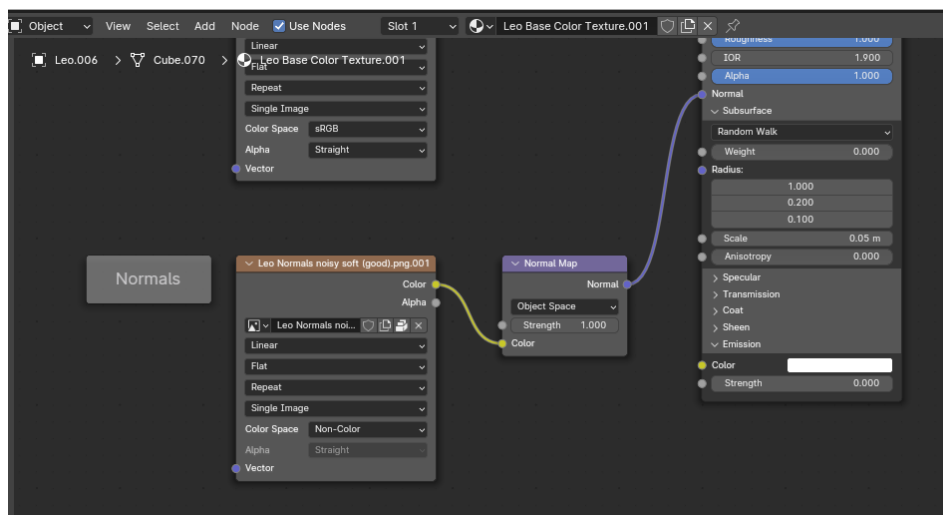 Object View Select Add Node Use Nodes Slot 1 Leo Base Color Texture.001
Leo.006 > Cube.070 > Leo Base Color Texture.001
Linear
Flat
Repeat
Single Image
Color Space sRGB
Alpha Straight
Vector
Normals
Leo Normals noisy soft (good).png.001
Color
Alpha
Leo Normals noi...
Linear
Flat
Repeat
Single Image
Color Space Non-Color
Alpha Straight
Vector
Normal Map
Normal
Object Space
Strength 1.000
Color
Roughness 1.000
IOR 1.900
Alpha 1.000
Normal
Subsurface
Random Walk
Weight 0.000
Radius:
1.000
0.200
0.100
Scale 0.05 m
Anisotropy 0.000
Specular
Transmission
Coat
Sheen
Emission
Color
Strength 0.000